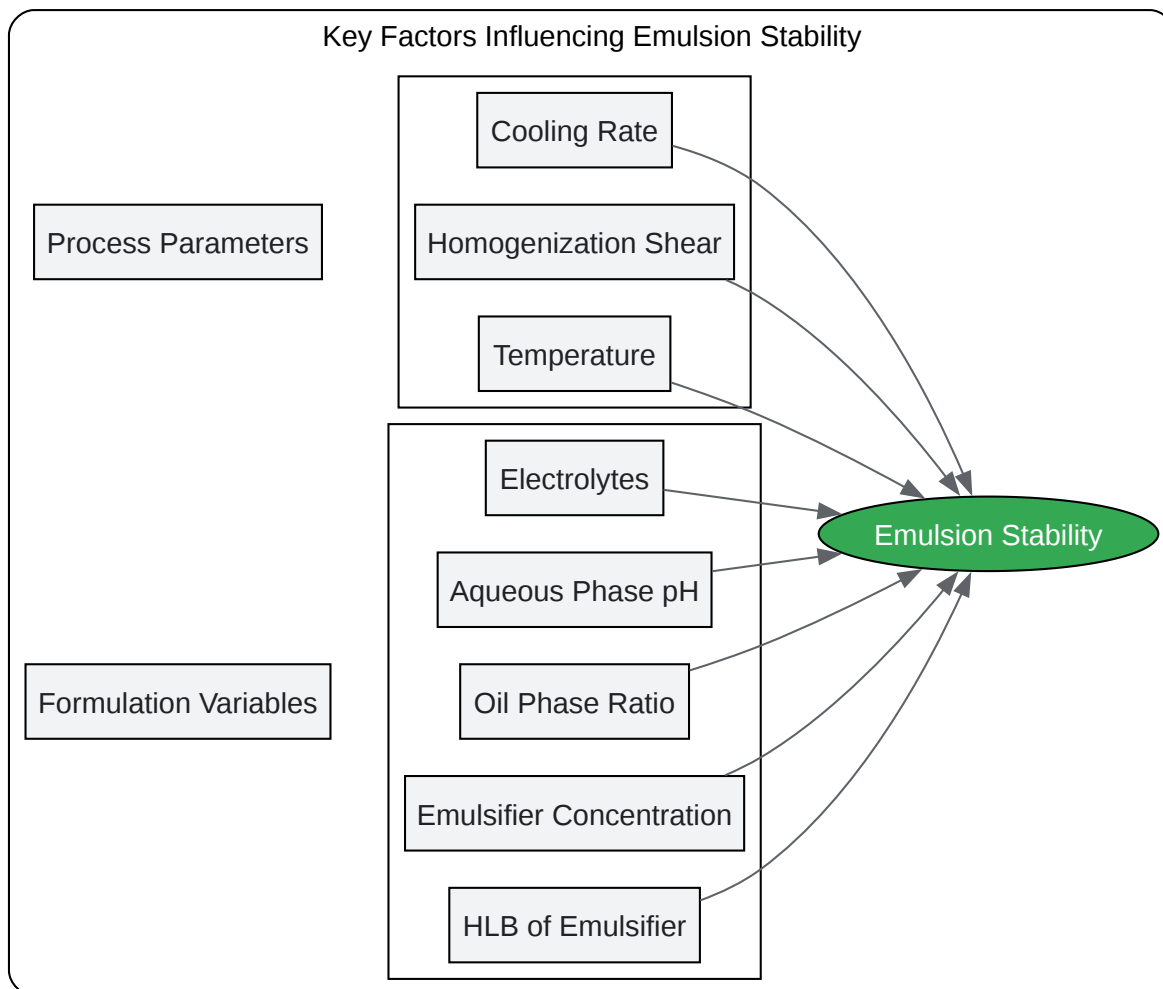 Key Factors Influencing Emulsion Stability
Cooling Rate
Process Parameters
Homogenization Shear
Temperature
Electrolytes
Emulsion Stability
Aqueous Phase pH
Formulation Variables
Oil Phase Ratio
Emulsifier Concentration
HLB of Emulsifier